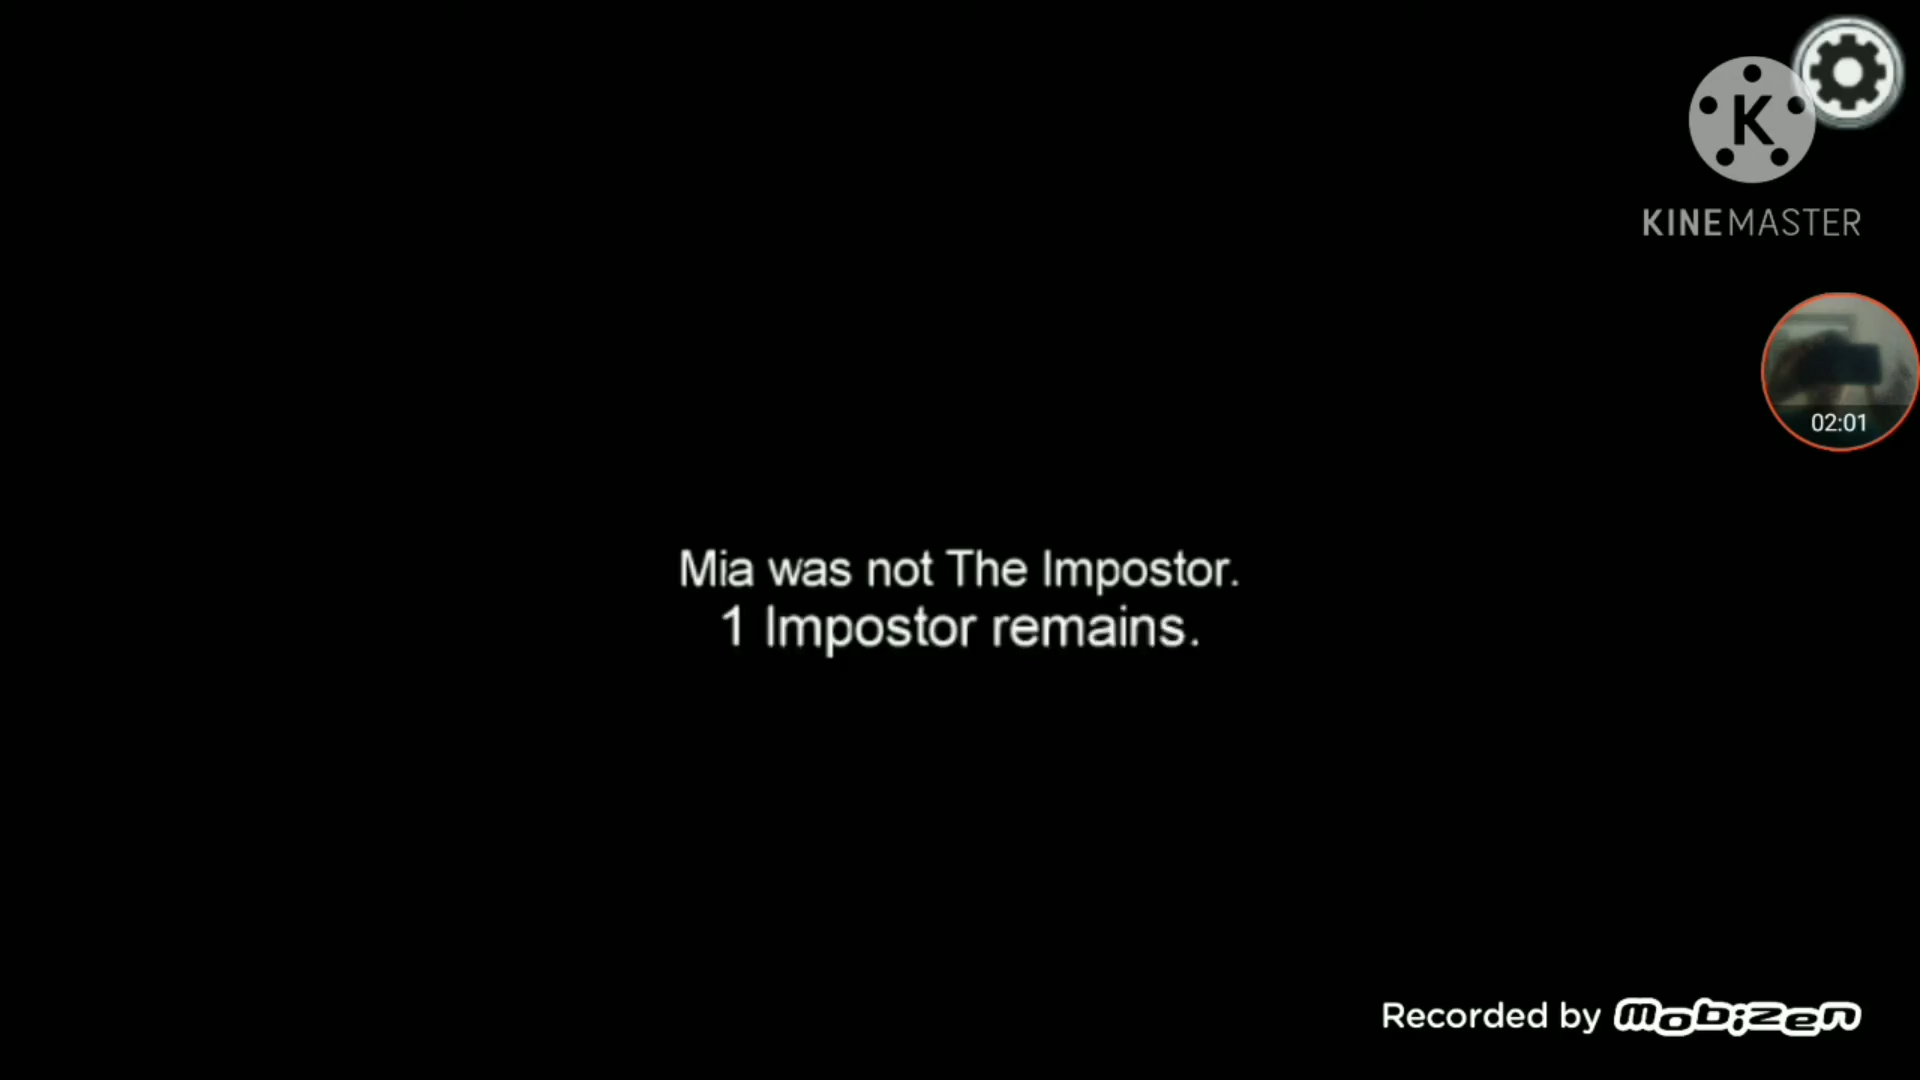 K
KINEMASTER
02:01
Mia was not The Impostor.
1 Impostor remains.
Recorded by mobizen